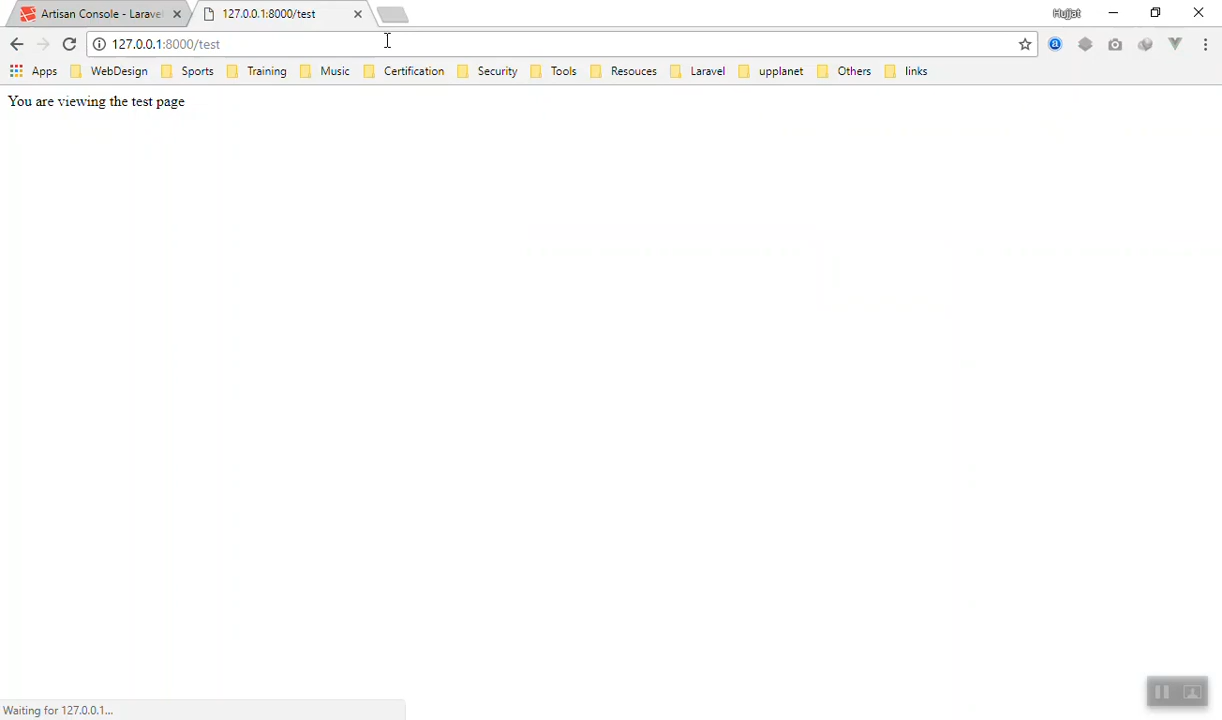 Artisan Console - Larave
127.0.0.1:8000/test
Hujjat
127.0.0.1:8000/test
Apps WebDesign Sports Training Music Certification Security Tools Resouces Laravel upplanet Others links
You are viewing the test page
Waiting for 127.0.0.1...